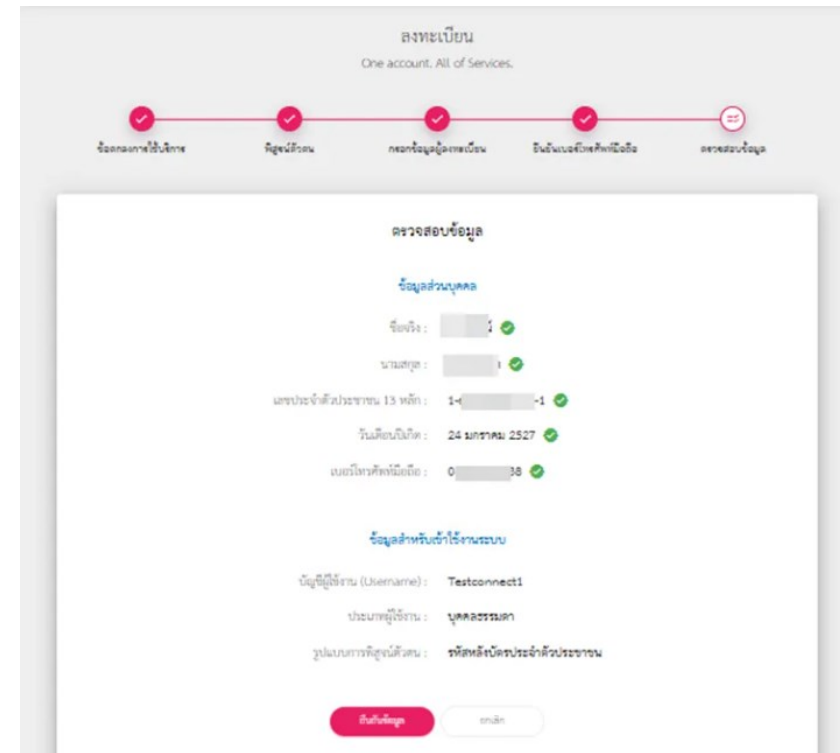 ลงทะเบียน
One account. All of Services.
ข้อตกลงการใช้บริการ พิสูจน์ตัวตน กรอกข้อมูลผู้ลงทะเบียน ยืนยันเบอร์โทรศัพท์มือถือ ตรวจสอบข้อมูล
ตรวจสอบข้อมูล
ข้อมูลส่วนบุคคล
ชื่อจริง :
นามสกุล :
เลขประจำตัวประชาชน 13 หลัก : 1- -1
วันเดือนปีเกิด : 24 มกราคม 2527
เบอร์โทรศัพท์มือถือ : 0 38
ข้อมูลสำหรับเข้าใช้งานระบบ
บัญชีผู้ใช้งาน (Username) : Testconnect1
ประเภทผู้ใช้งาน : บุคคลธรรมดา
รูปแบบการพิสูจน์ตัวตน : รหัสหลังบัตรประจำตัวประชาชน
ยืนยันข้อมูล ยกเลิก